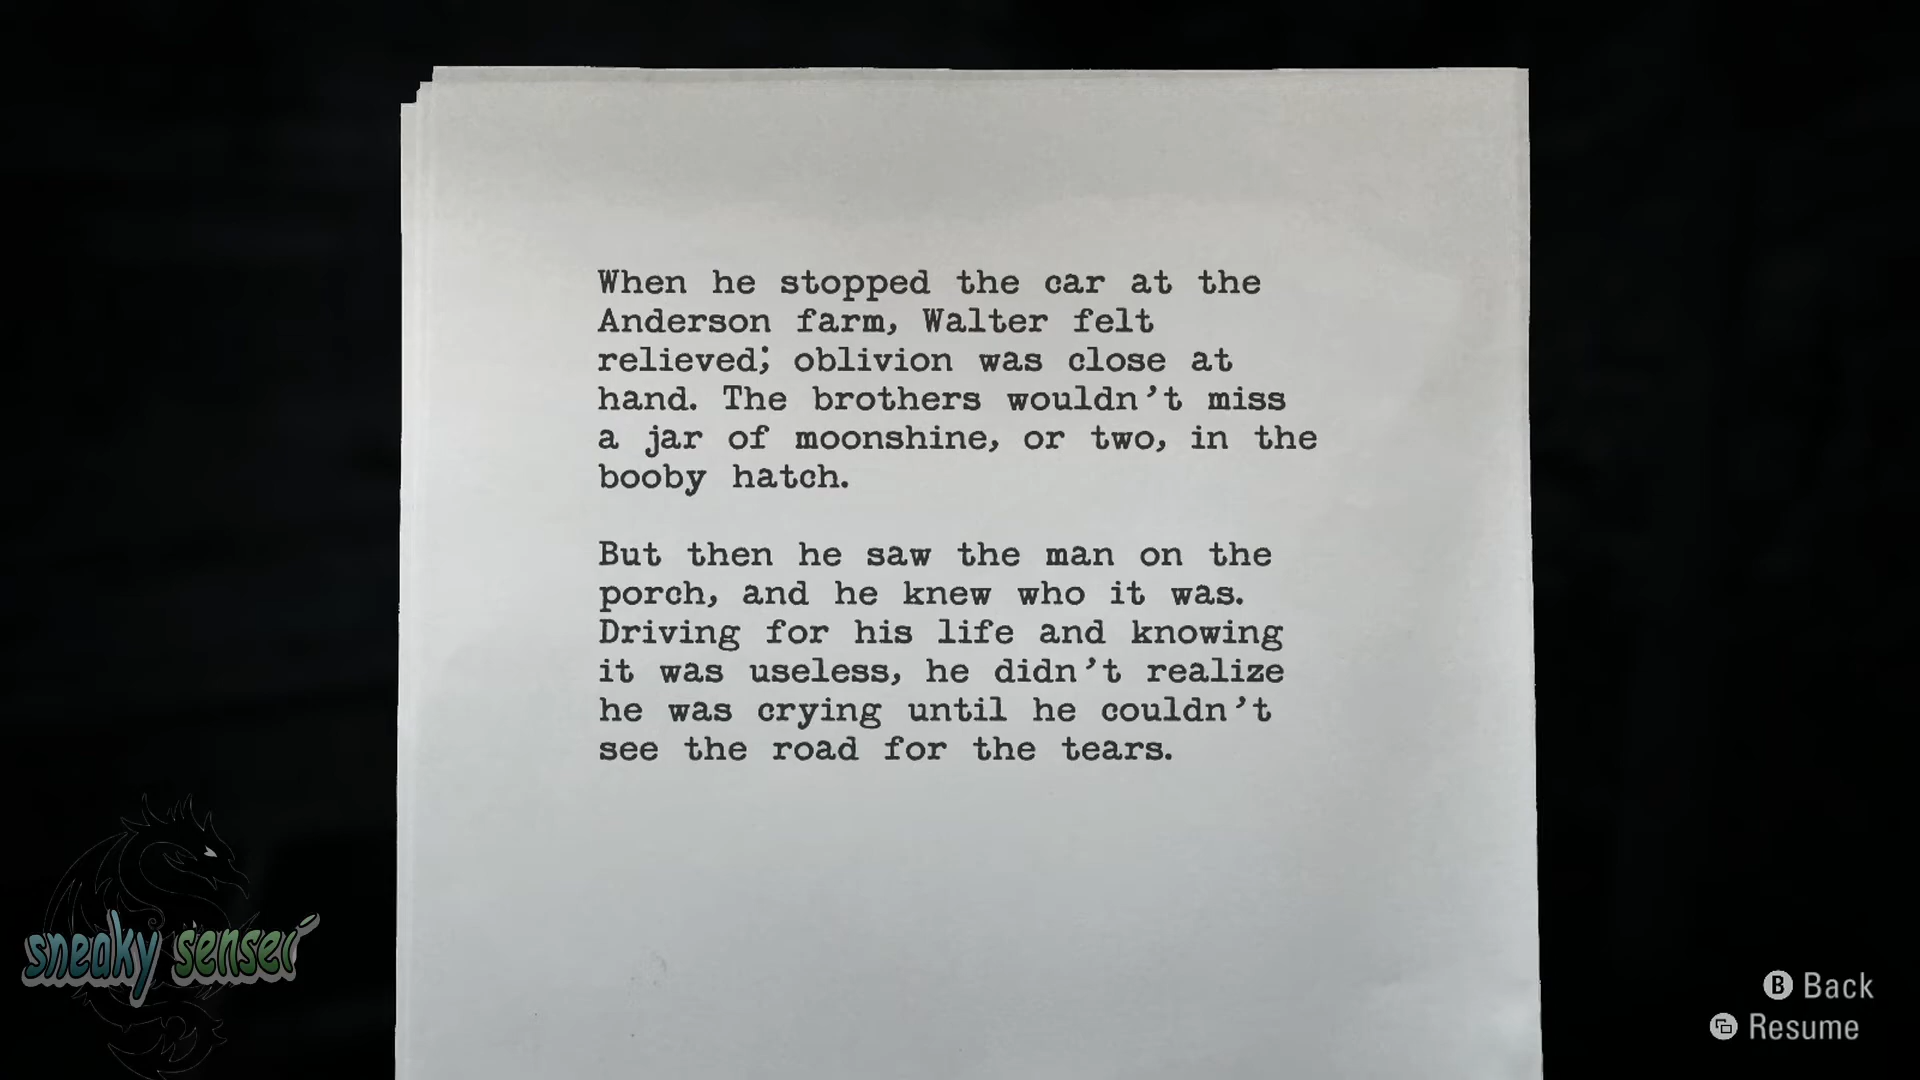 When he stopped the car at the
Anderson farm, Walter felt
relieved; oblivion was close at
hand. The brothers wouldn't miss
a jar of moonshine, or two, in the
booby hatch.
But then he saw the man on the
porch, and he knew who it was.
Driving for his life and knowing
it was useless, he didn't realize
he was crying until he couldn't
see the road for the tears.
sneaky sensei
B Back
Resume